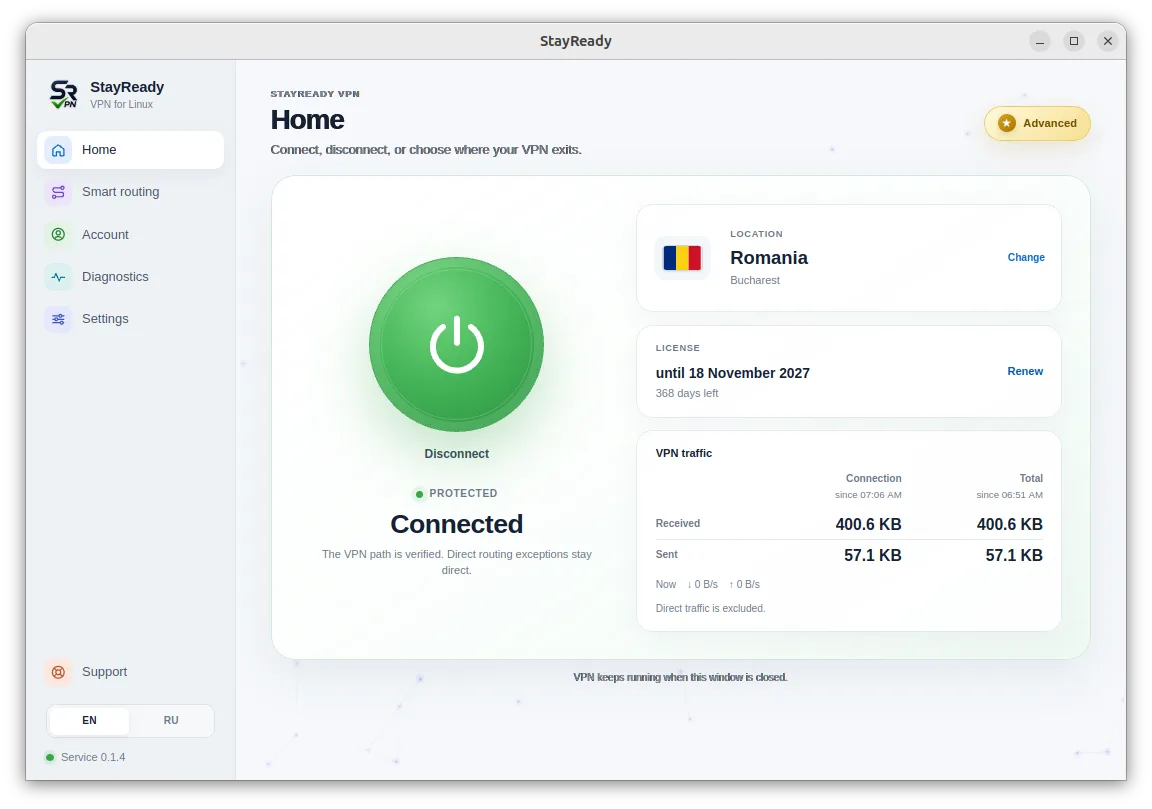 StayReady
SR
VPN
StayReady
VPN for Linux
Home
Smart routing
Account
Diagnostics
Settings
Support
EN RU
Service 0.1.4
STAYREADY VPN
Home
Connect, disconnect, or choose where your VPN exits.
Advanced
Disconnect
PROTECTED
Connected
The VPN path is verified. Direct routing exceptions stay
direct.
LOCATION
Romania
Bucharest
Change
LICENSE
until 18 November 2027
368 days left
Renew
VPN traffic
Connection Total
since 07:06 AM since 06:51 AM
Received 400.6 KB 400.6 KB
Sent 57.1 KB 57.1 KB
Now ↓ 0 B/s ↑ 0 B/s
Direct traffic is excluded.
VPN keeps running when this window is closed.